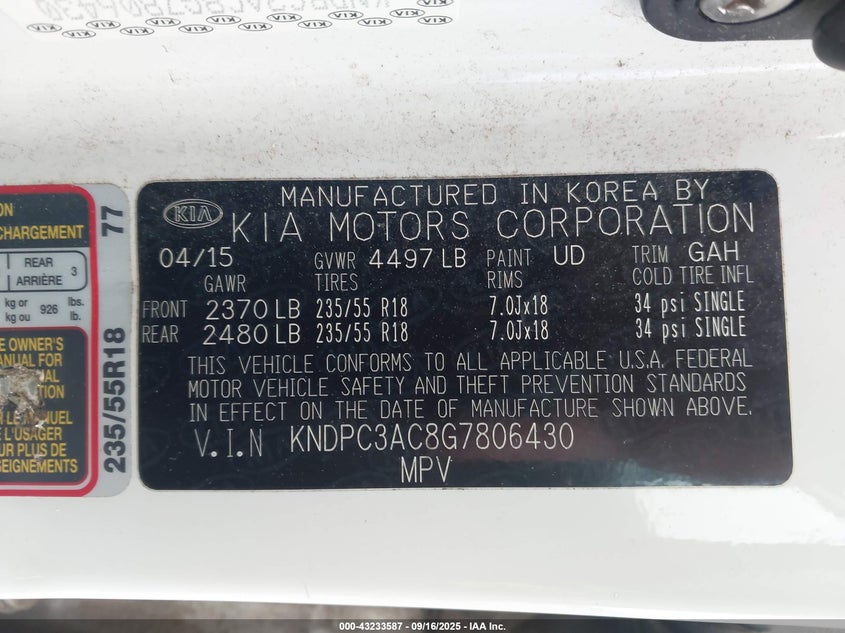 KIA
MANUFACTURED IN KOREA BY
KIA MOTORS CORPORATION
04/15 GVWR 4497 LB PAINT UD TRIM GAH
GAWR TIRES RIMS COLD TIRE INFL
FRONT 2370 LB 235/55 R18 7.0Jx18 34 psi SINGLE
REAR 2480 LB 235/55 R18 7.0Jx18 34 psi SINGLE
THIS VEHICLE CONFORMS TO ALL APPLICABLE U.S.A. FEDERAL
MOTOR VEHICLE SAFETY AND THEFT PREVENTION STANDARDS
IN EFFECT ON THE DATE OF MANUFACTURE SHOWN ABOVE.
V.I.N KNDPC3AC8G7806430
MPV
CHARGEMENT
REAR
ARRIÈRE 3
kg or 926 lbs.
kg ou lb.
OWNER'S
MANUAL FOR
L'USAGER
PLUS DE
77
235/55R18
000-43233587 - 09/16/2025 - IAA Inc.